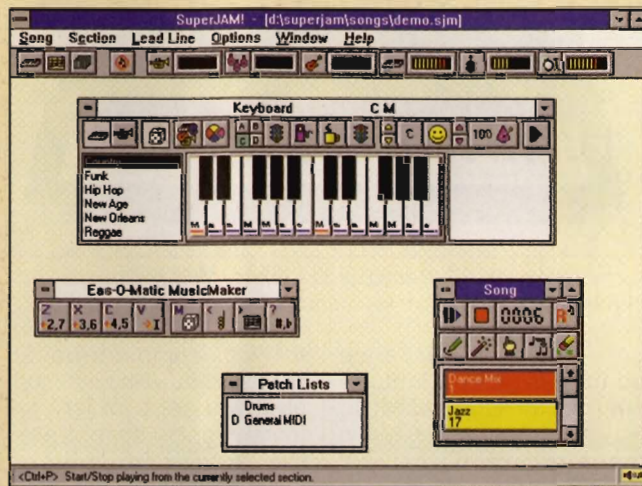 SuperJAM! - [d:\superjam\songs\demo.sjm]
Song Section Lead Line Options Window Help
Keyboard C M
A B
C D
C
100
Country
Funk
Hip Hop
New Age
New Orleans
Reggae
Eas-O-Matic MusicMaker
Z X C V M < > ?
+2,7 +3,6 +4,5 I #,b
Song
0006 R
Dance Mix
1
Jazz
17
Patch Lists
Drums
D General MIDI
<Ctrl+P> Start/Stop playing from the currently selected section.